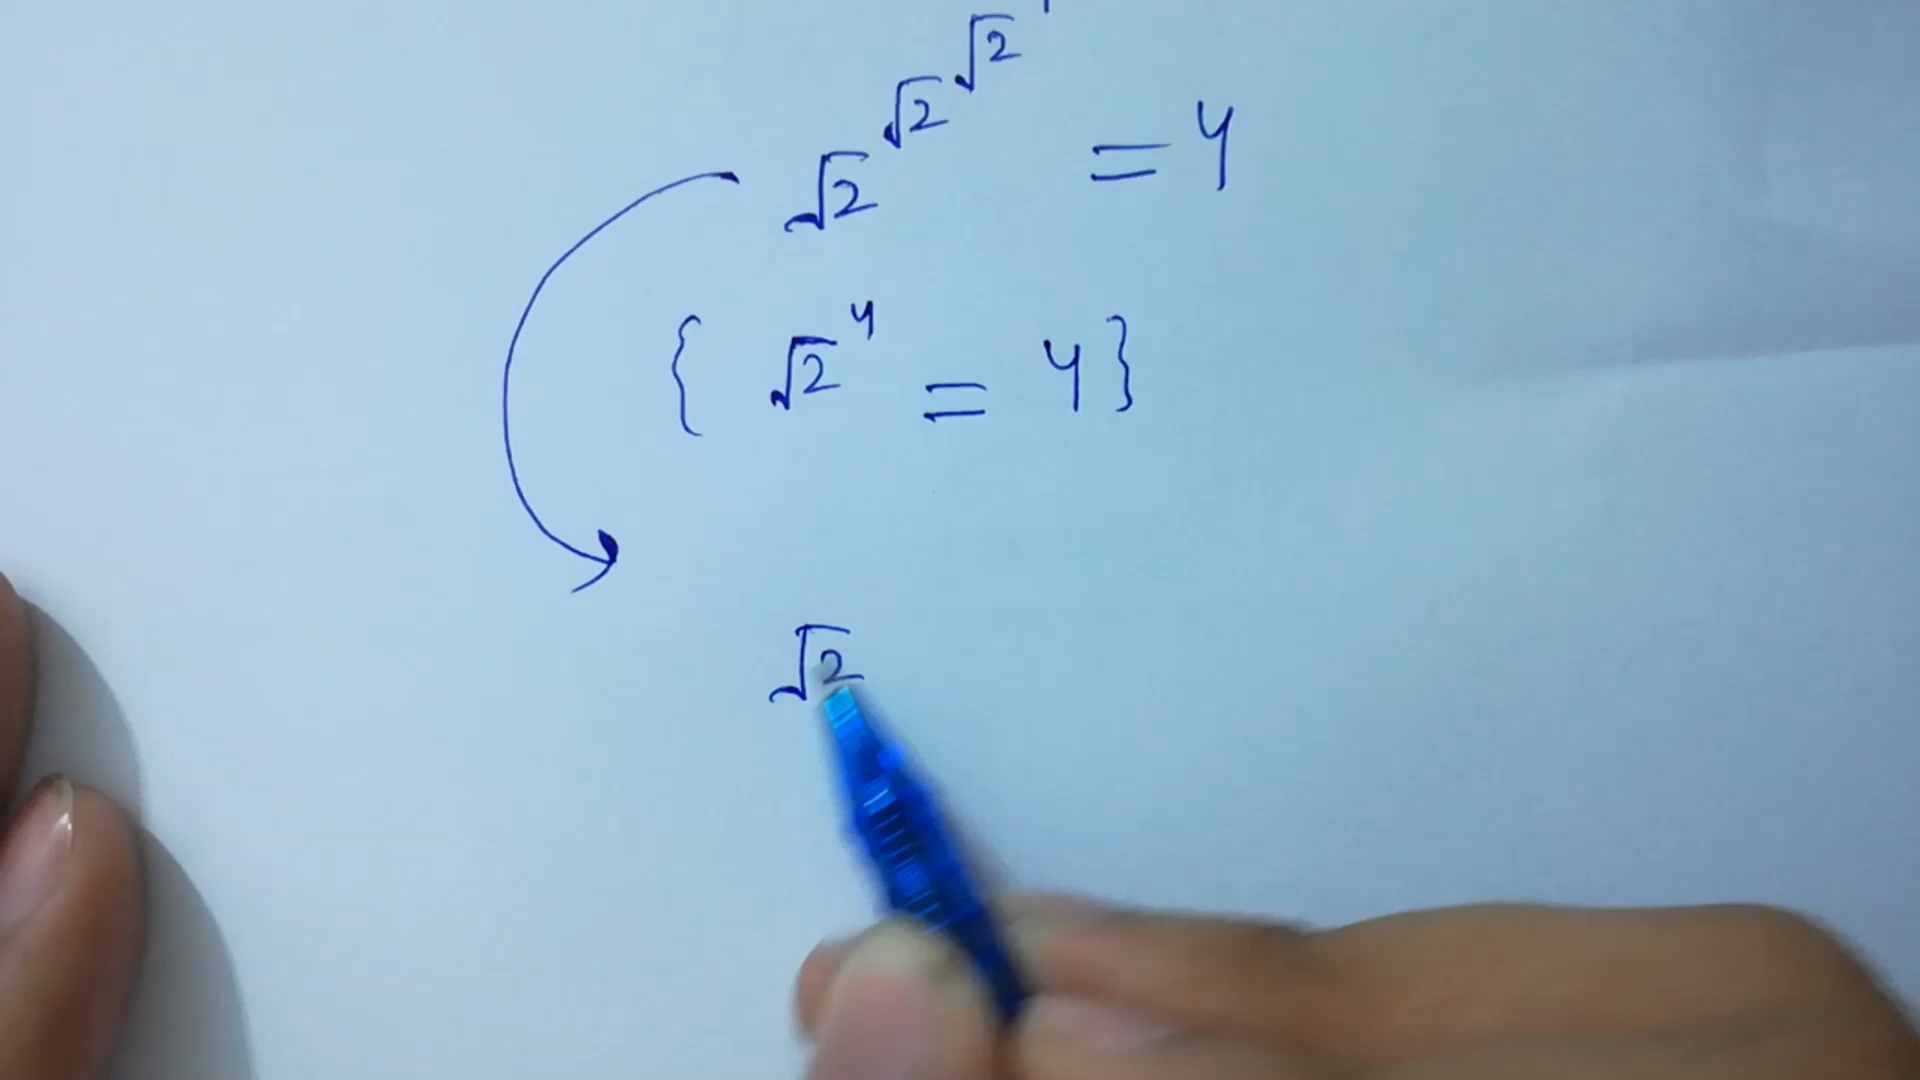 √2^√2^√2 = 4
{ √2^4 = 4 }
√2